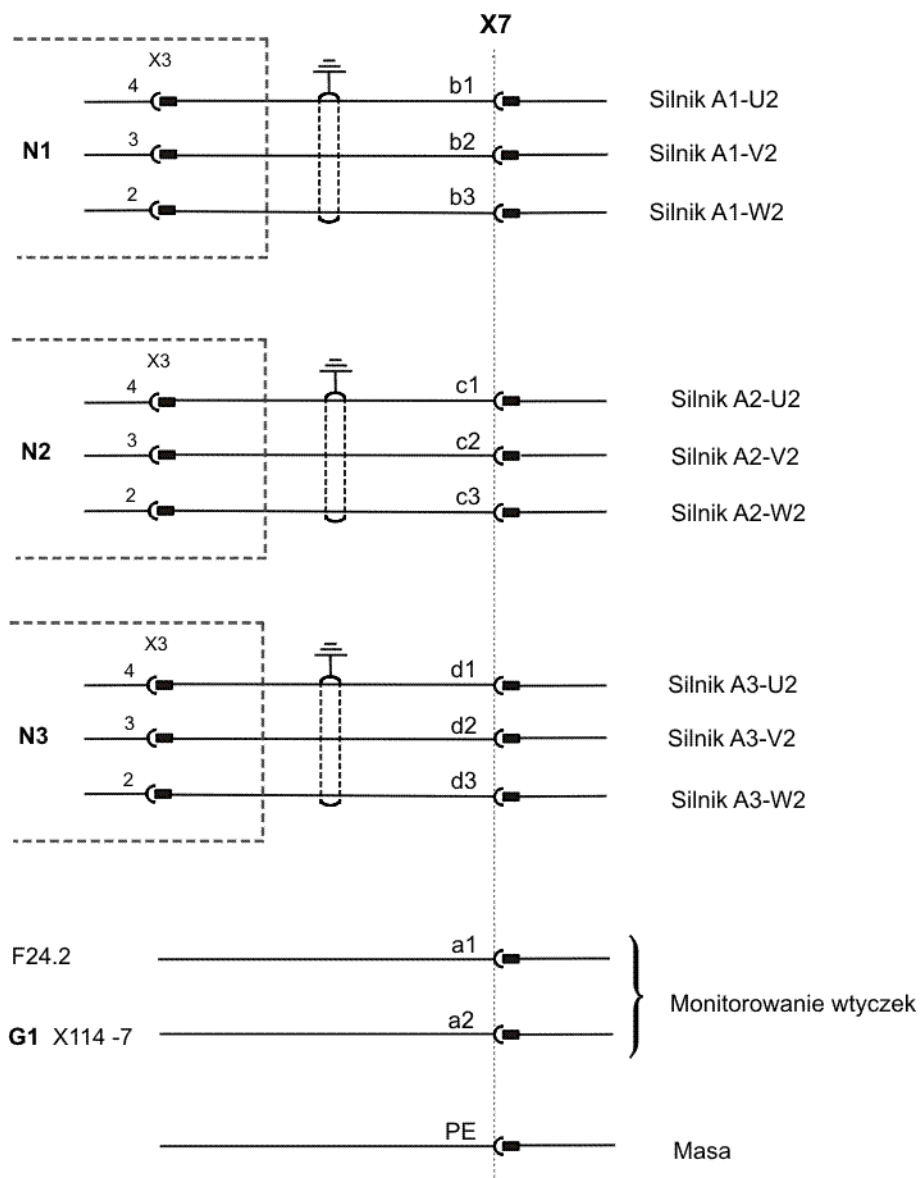 X7
X3
4 b1 Silnik A1-U2
N1 3 b2 Silnik A1-V2
2 b3 Silnik A1-W2
X3
4 c1 Silnik A2-U2
N2 3 c2 Silnik A2-V2
2 c3 Silnik A2-W2
X3
4 d1 Silnik A3-U2
N3 3 d2 Silnik A3-V2
2 d3 Silnik A3-W2
F24.2 a1
Monitorowanie wtyczek
G1 X114 -7 a2
PE Masa